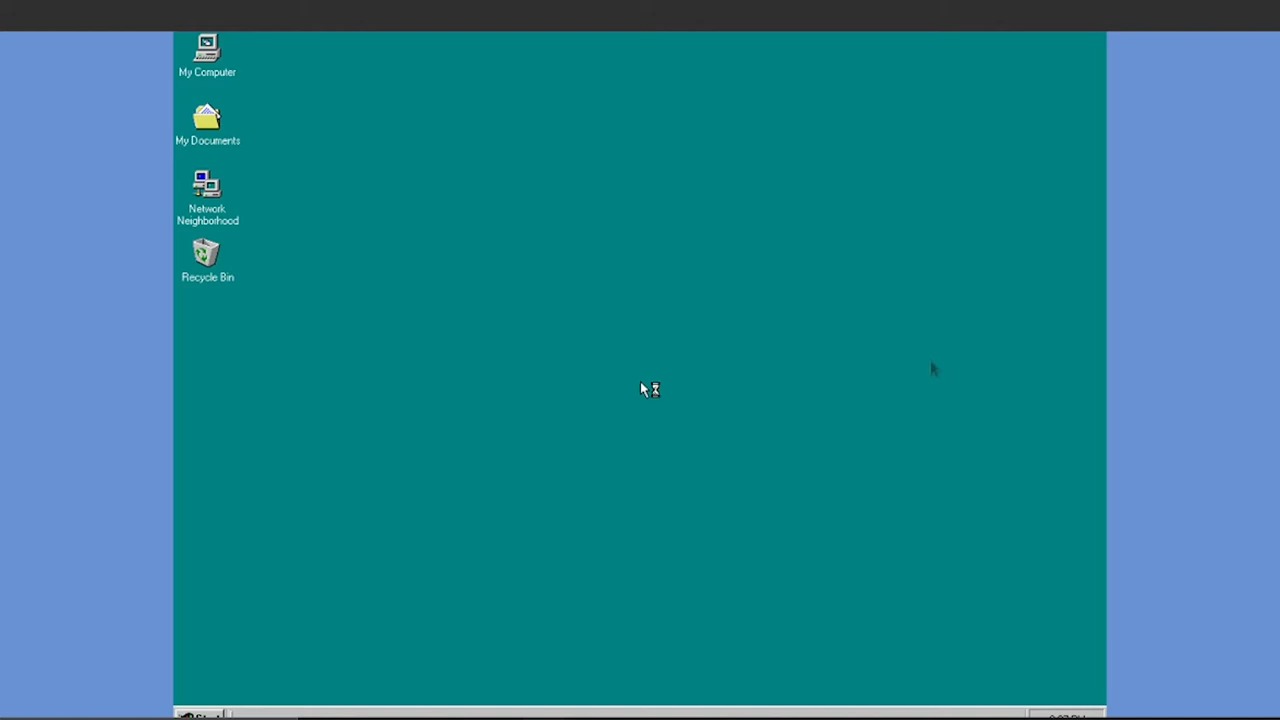 My Computer
My Documents
Network
Neighborhood
Recycle Bin